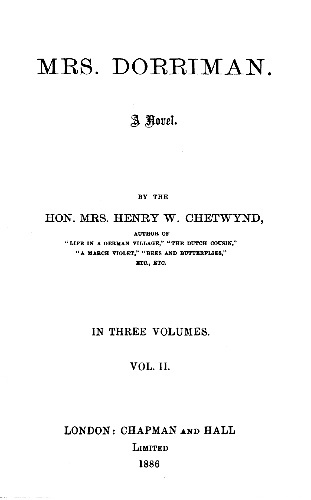 MRS. DORRIMAN.
A Novel.
BY THE
HON. MRS. HENRY W. CHETWYND,
AUTHOR OF
"LIFE IN A GERMAN VILLAGE," "THE DUTCH COUSIN,"
"A MARCH VIOLET," "BEES AND BUTTERFLIES,"
ETC., ETC.
IN THREE VOLUMES.
VOL. II.
LONDON: CHAPMAN AND HALL
LIMITED
1886